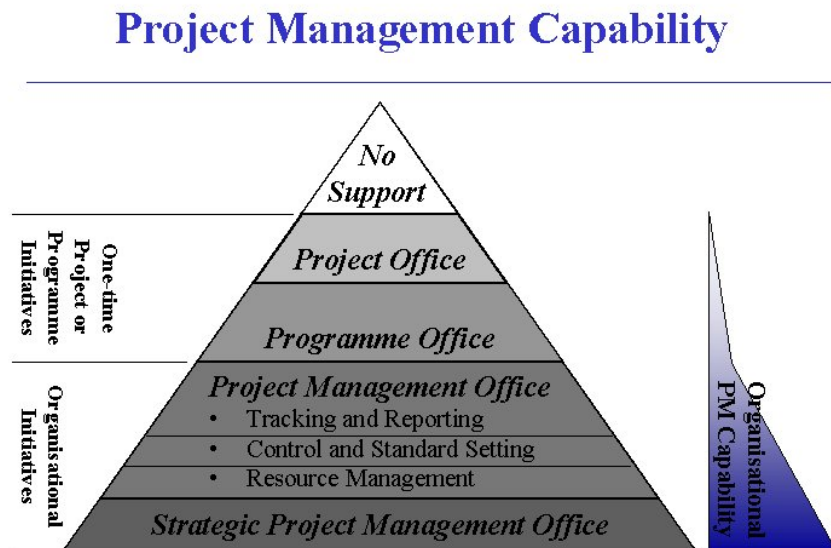 Project Management Capability
No
Support
Project Office
Programme Office
Project Management Office
• Tracking and Reporting
• Control and Standard Setting
• Resource Management
Strategic Project Management Office
One-time
Project or
Programme
Initiatives
Organisational
Initiatives
Organisational
PM Capability